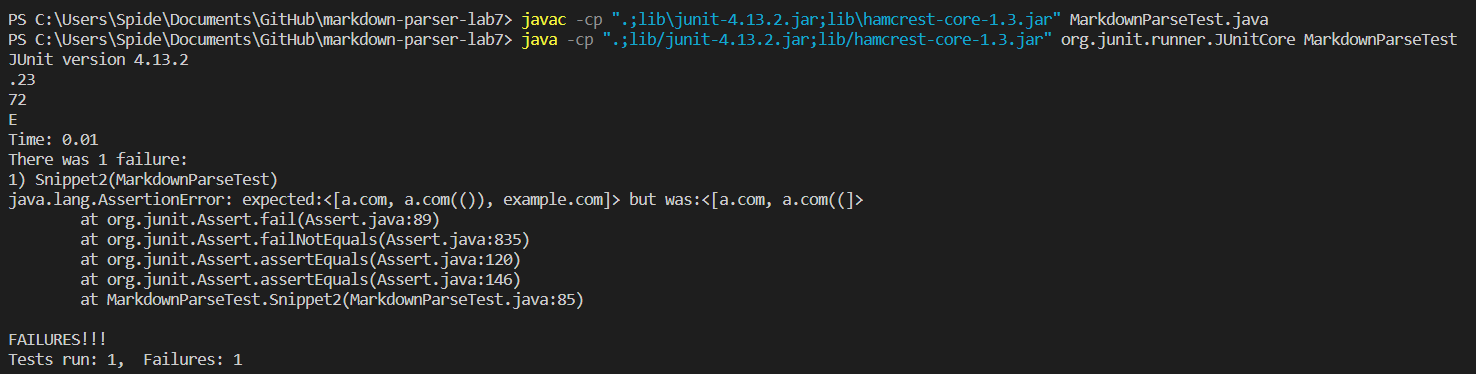 PS C:\Users\Spide\Documents\GitHub\markdown-parser-lab7> javac -cp ".;lib\junit-4.13.2.jar;lib\hamcrest-core-1.3.jar" MarkdownParseTest.java
PS C:\Users\Spide\Documents\GitHub\markdown-parser-lab7> java -cp ".;lib/junit-4.13.2.jar;lib/hamcrest-core-1.3.jar" org.junit.runner.JUnitCore MarkdownParseTest
JUnit version 4.13.2
.23
72
E
Time: 0.01
There was 1 failure:
1) Snippet2(MarkdownParseTest)
java.lang.AssertionError: expected:<[a.com, a.com(()), example.com]> but was:<[a.com, a.com((]>
        at org.junit.Assert.fail(Assert.java:89)
        at org.junit.Assert.failNotEquals(Assert.java:835)
        at org.junit.Assert.assertEquals(Assert.java:120)
        at org.junit.Assert.assertEquals(Assert.java:146)
        at MarkdownParseTest.Snippet2(MarkdownParseTest.java:85)

FAILURES!!!
Tests run: 1,  Failures: 1